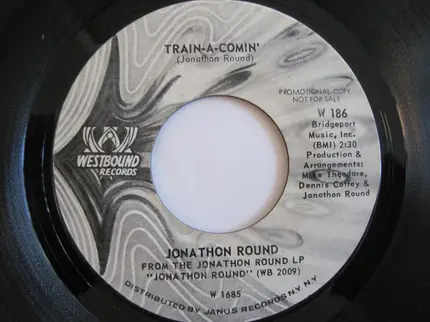 TRAIN-A-COMIN'
(Jonathon Round)
PROMOTIONAL COPY
NOT FOR SALE
W 186
Bridgeport
Music, Inc.
(BMI) 2:30
Production &
Arrangements:
Mike Theodore,
Dennis Coffey &
Jonathon Round
WESTBOUND
RECORDS
JONATHON ROUND
FROM THE JONATHON ROUND LP
"JONATHON ROUND" (WB 2009)
W 1685
DISTRIBUTED BY JANUS RECORDS NY NY